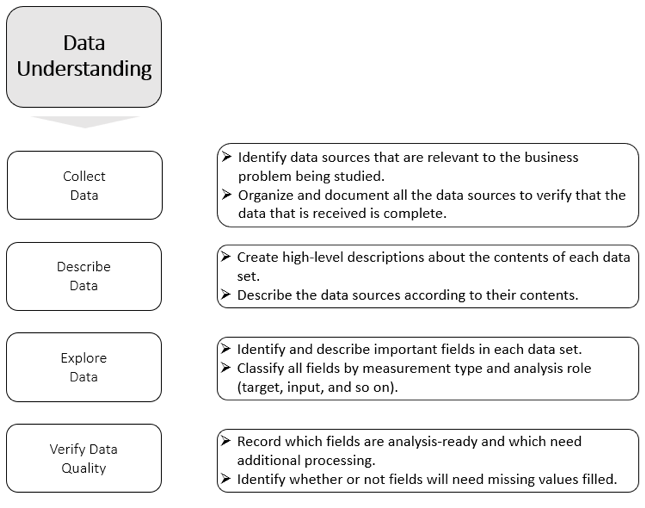 Data
Understanding
Collect
Data
➢ Identify data sources that are relevant to the business
problem being studied.
➢ Organize and document all the data sources to verify that the
data that is received is complete.
Describe
Data
➢ Create high-level descriptions about the contents of each data
set.
➢ Describe the data sources according to their contents.
Explore
Data
➢ Identify and describe important fields in each data set.
➢ Classify all fields by measurement type and analysis role
(target, input, and so on).
Verify Data
Quality
➢ Record which fields are analysis-ready and which need
additional processing.
➢ Identify whether or not fields will need missing values filled.